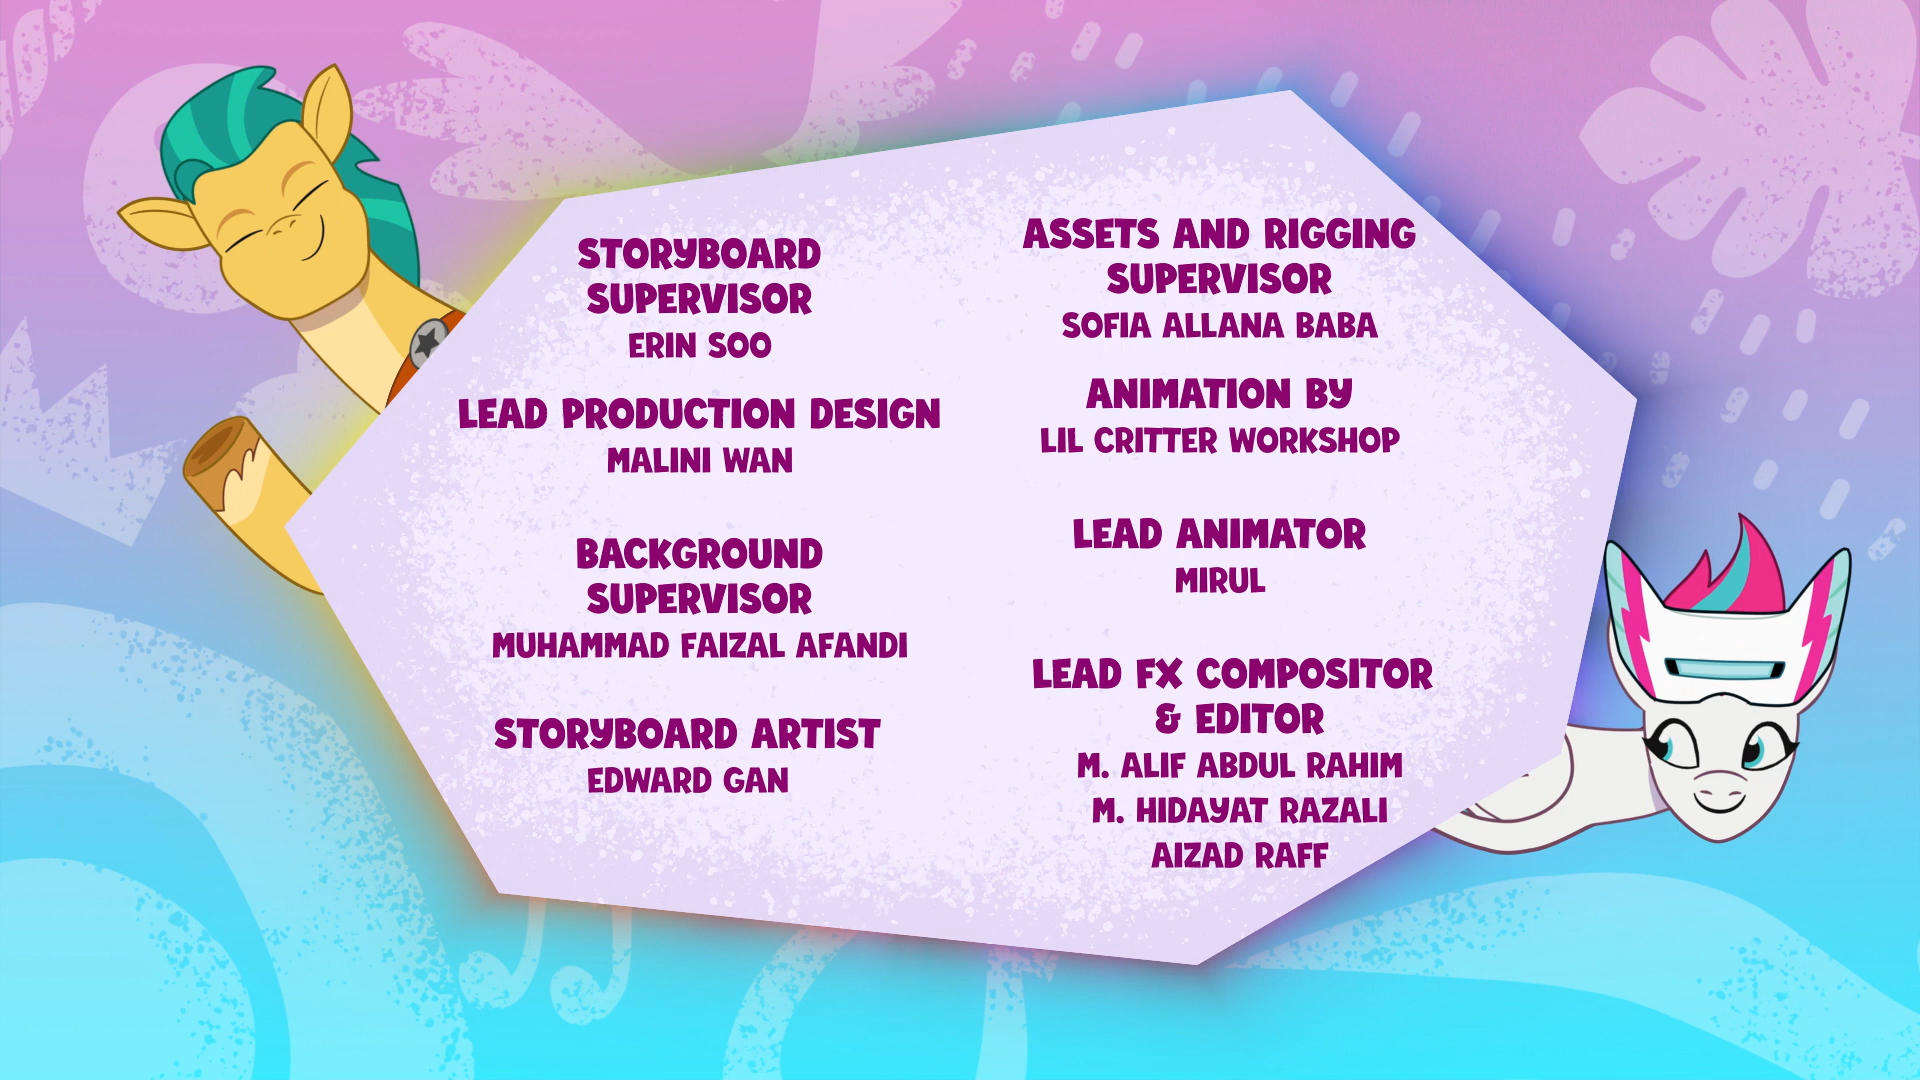 STORYBOARD
SUPERVISOR
ERIN SOO
LEAD PRODUCTION DESIGN
MALINI WAN
BACKGROUND
SUPERVISOR
MUHAMMAD FAIZAL AFANDI
STORYBOARD ARTIST
EDWARD GAN
ASSETS AND RIGGING
SUPERVISOR
SOFIA ALLANA BABA
ANIMATION BY
LIL CRITTER WORKSHOP
LEAD ANIMATOR
MIRUL
LEAD FX COMPOSITOR
& EDITOR
M. ALIF ABDUL RAHIM
M. HIDAYAT RAZALI
AIZAD RAFF